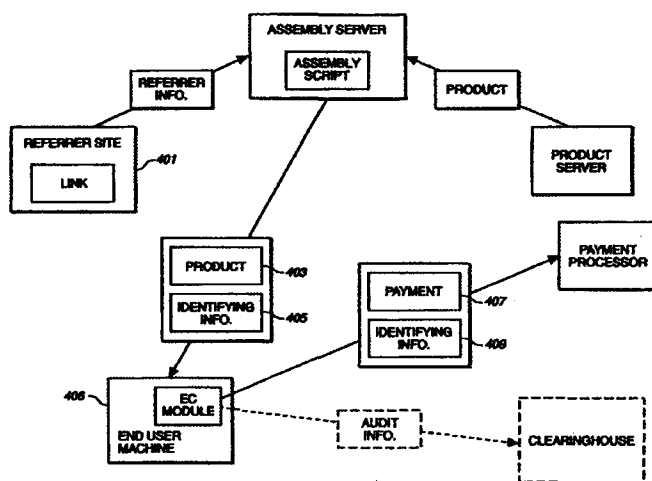 ASSEMBLY SERVER
ASSEMBLY
SCRIPT
REFERRER
INFO.
PRODUCT
REFERRER SITE
401
LINK
PRODUCT
SERVER
PRODUCT
403
IDENTIFYING
INFO.
405
PAYMENT
407
IDENTIFYING
INFO.
409
PAYMENT
PROCESSOR
406
EC
MODULE
END USER
MACHINE
AUDIT
INFO.
CLEARINGHOUSE